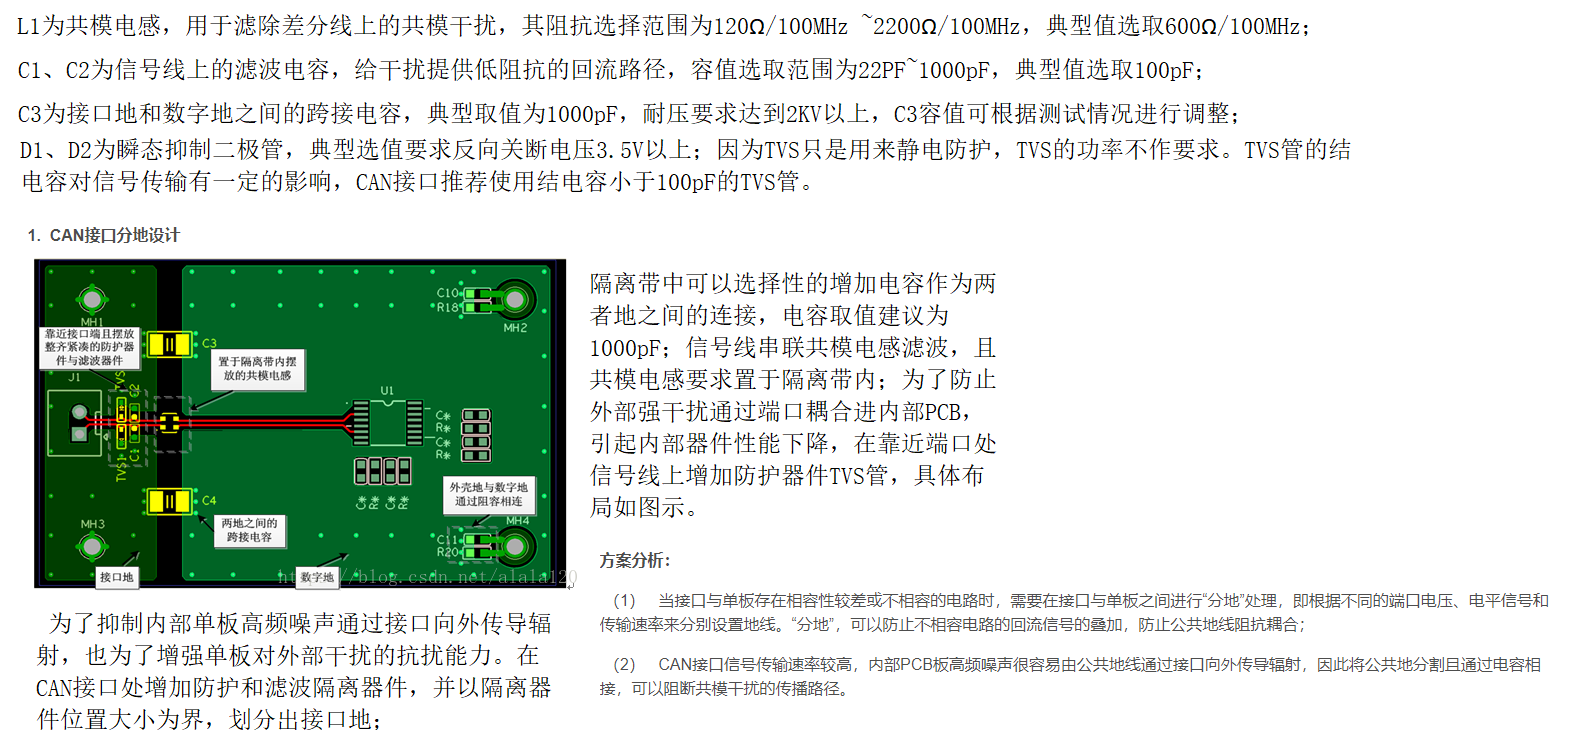 L1为共模电感，用于滤除差分线上的共模干扰，其阻抗选择范围为120Ω/100MHz ~2200Ω/100MHz，典型值选取600Ω/100MHz；
C1、C2为信号线上的滤波电容，给干扰提供低阻抗的回流路径，容值选取范围为22PF~1000pF，典型值选取100pF；
C3为接口地和数字地之间的跨接电容，典型取值为1000pF，耐压要求达到2KV以上，C3容值可根据测试情况进行调整；
D1、D2为瞬态抑制二极管，典型选值要求反向关断电压3.5V以上；因为TVS只是用来静电防护，TVS的功率不作要求。TVS管的结
电容对信号传输有一定的影响，CAN接口推荐使用结电容小于100pF的TVS管。
1. CAN接口分地设计
MH1
靠近接口端且摆放
整齐紧凑的防护器
件与滤波器件
C3
置于隔离带内摆
放的共模电感
C10
R18
MH2
J1
TVS
C2
TVS1
C1
U1
C*
R*
C*
R*
C*
R*
C*
R*
C4
MH3
两地之间的
跨接电容
外壳地与数字地
通过阻容相连
MH4
C11
R20
接口地
数字地
http://blog.csdn.net/alala120
隔离带中可以选择性的增加电容作为两
者地之间的连接，电容取值建议为
1000pF；信号线串联共模电感滤波，且
共模电感要求置于隔离带内；为了防止
外部强干扰通过端口耦合进内部PCB，
引起内部器件性能下降，在靠近端口处
信号线上增加防护器件TVS管，具体布
局如图示。
为了抑制内部单板高频噪声通过接口向外传导辐
射，也为了增强单板对外部干扰的抗扰能力。在
CAN接口处增加防护和滤波隔离器件，并以隔离器
件位置大小为界，划分出接口地；
方案分析：
（1） 当接口与单板存在相容性较差或不相容的电路时，需要在接口与单板之间进行“分地”处理，即根据不同的端口电压、电平信号和
传输速率来分别设置地线。“分地”，可以防止不相容电路的回流信号的叠加，防止公共地线阻抗耦合；
（2） CAN接口信号传输速率较高，内部PCB板高频噪声很容易由公共地线通过接口向外传导辐射，因此将公共地分割且通过电容相
接，可以阻断共模干扰的传播路径。